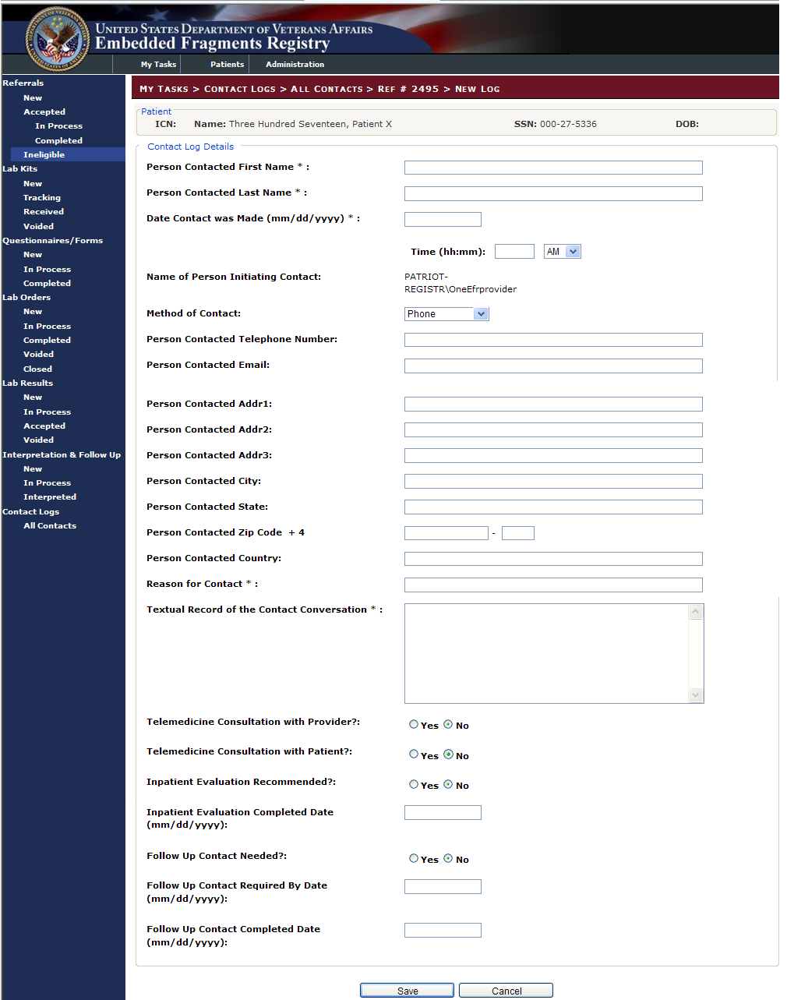 UNITED STATES DEPARTMENT OF VETERANS AFFAIRS
Embedded Fragments Registry
My Tasks Patients Administration
Referrals
New
Accepted
In Process
Completed
Ineligible
Lab Kits
New
Tracking
Received
Voided
Questionnaires/Forms
New
In Process
Completed
Lab Orders
New
In Process
Completed
Voided
Closed
Lab Results
New
In Process
Accepted
Voided
Interpretation & Follow Up
New
In Process
Interpreted
Contact Logs
All Contacts
MY TASKS > CONTACT LOGS > ALL CONTACTS > REF # 2495 > NEW LOG
Patient
ICN: Name: Three Hundred Seventeen, Patient X SSN: 000-27-5336 DOB:
Contact Log Details
Person Contacted First Name * :
Person Contacted Last Name * :
Date Contact was Made (mm/dd/yyyy) * :
Time (hh:mm): AM
Name of Person Initiating Contact: PATRIOT-
REGISTR\OneEfrprovider
Method of Contact: Phone
Person Contacted Telephone Number:
Person Contacted Email:
Person Contacted Addr1:
Person Contacted Addr2:
Person Contacted Addr3:
Person Contacted City:
Person Contacted State:
Person Contacted Zip Code + 4 -
Person Contacted Country:
Reason for Contact * :
Textual Record of the Contact Conversation * :
Telemedicine Consultation with Provider?: Yes No
Telemedicine Consultation with Patient?: Yes No
Inpatient Evaluation Recommended?: Yes No
Inpatient Evaluation Completed Date
(mm/dd/yyyy):
Follow Up Contact Needed?: Yes No
Follow Up Contact Required By Date
(mm/dd/yyyy):
Follow Up Contact Completed Date
(mm/dd/yyyy):
Save Cancel